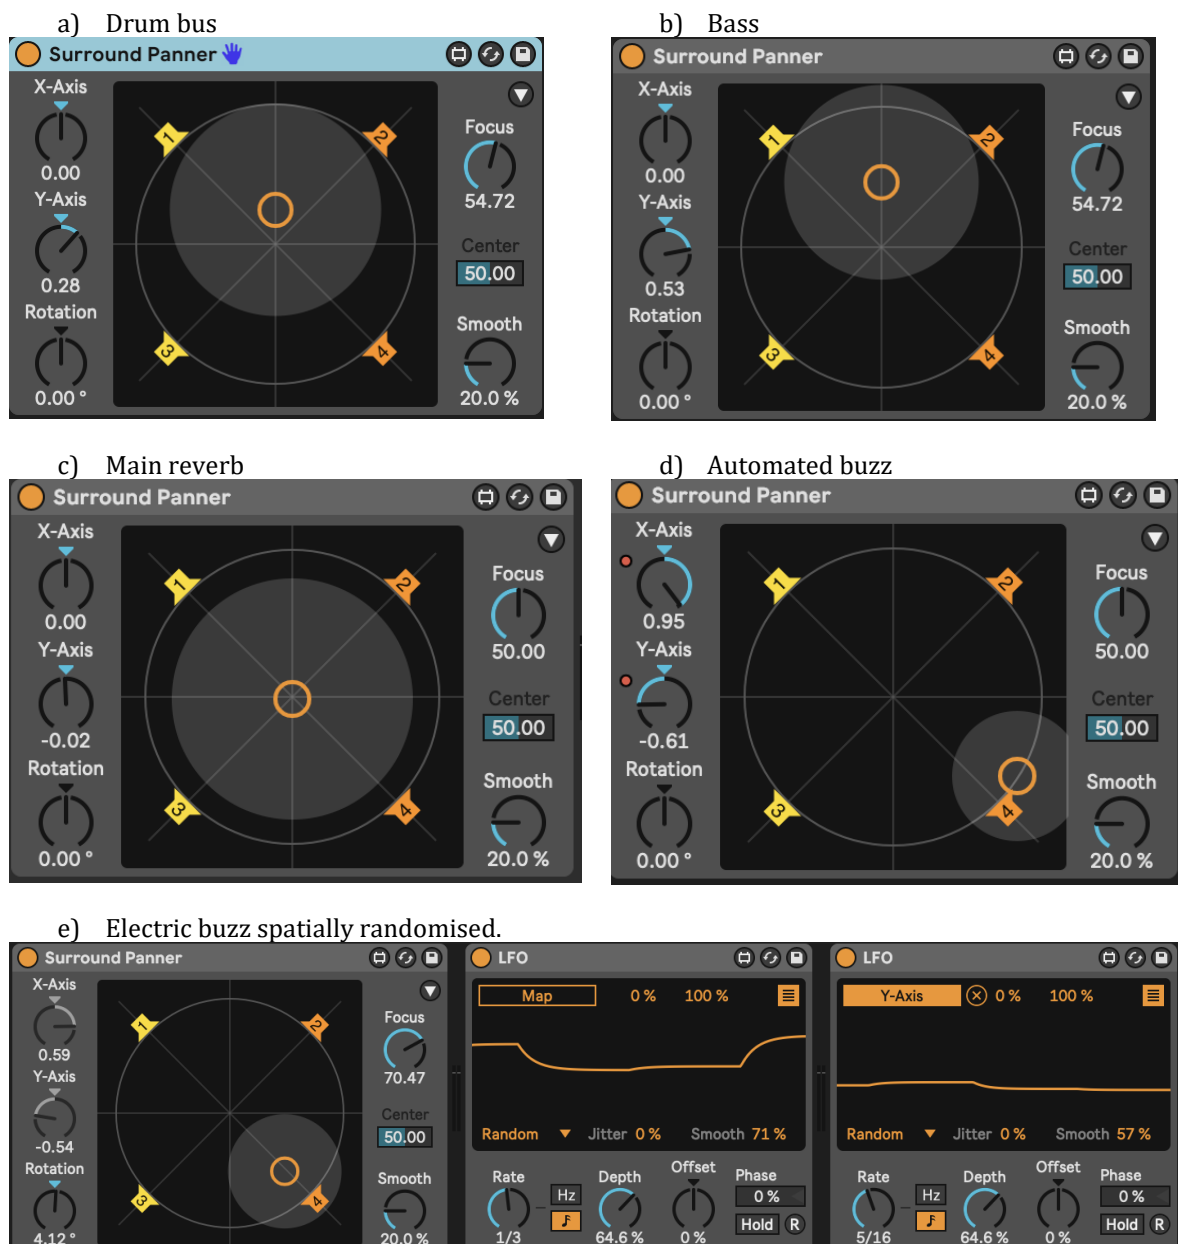 a) Drum bus
Surround Panner
X-Axis
0.00
Y-Axis
0.28
Rotation
0.00 °
1
2
3
4
Focus
54.72
Center
50.00
Smooth
20.0 %
b) Bass
Surround Panner
X-Axis
0.00
Y-Axis
0.53
Rotation
0.00 °
1
2
3
4
Focus
54.72
Center
50.00
Smooth
20.0 %
c) Main reverb
Surround Panner
X-Axis
0.00
Y-Axis
-0.02
Rotation
0.00 °
1
2
3
4
Focus
50.00
Center
50.00
Smooth
20.0 %
d) Automated buzz
Surround Panner
X-Axis
0.95
Y-Axis
-0.61
Rotation
0.00 °
1
2
3
4
Focus
50.00
Center
50.00
Smooth
20.0 %
e) Electric buzz spatially randomised.
Surround Panner
X-Axis
0.59
Y-Axis
-0.54
Rotation
4.12 °
1
2
3
4
Focus
70.47
Center
50.00
Smooth
20.0 %
LFO
Map 0 % 100 %
Random Jitter 0 % Smooth 71 %
Rate Depth Offset Phase
Hz 0 %
Hold R
1/3 64.6 % 0 %
LFO
Y-Axis 0 % 100 %
Random Jitter 0 % Smooth 57 %
Rate Depth Offset Phase
Hz 0 %
Hold R
5/16 64.6 % 0 %